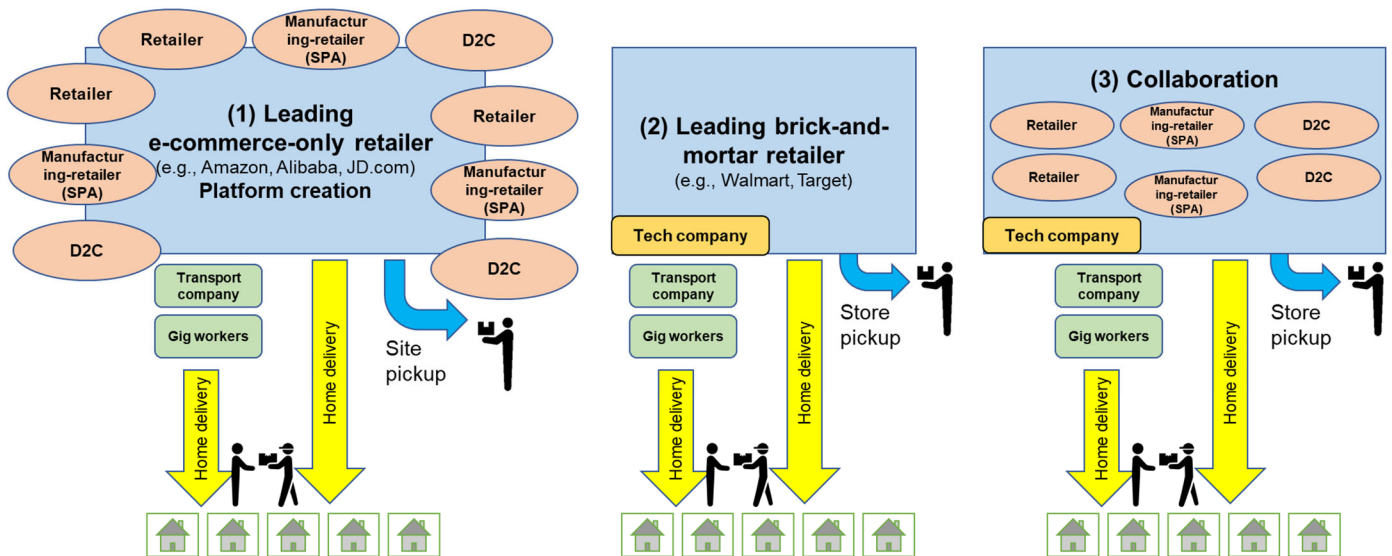 Retailer
Manufactur
ing-retailer
(SPA)
D2C
Retailer
(1) Leading
e-commerce-only retailer
(e.g., Amazon, Alibaba, JD.com)
Platform creation
Retailer
Manufactur
ing-retailer
(SPA)
Manufactur
ing-retailer
(SPA)
D2C
D2C
Transport
company
Gig workers
Home delivery
Home delivery
Site
pickup
(2) Leading brick-and-
mortar retailer
(e.g., Walmart, Target)
Tech company
Transport
company
Gig workers
Home delivery
Home delivery
Store
pickup
(3) Collaboration
Retailer
Manufactur
ing-retailer
(SPA)
D2C
Retailer
Manufactur
ing-retailer
(SPA)
D2C
Tech company
Transport
company
Gig workers
Home delivery
Home delivery
Store
pickup